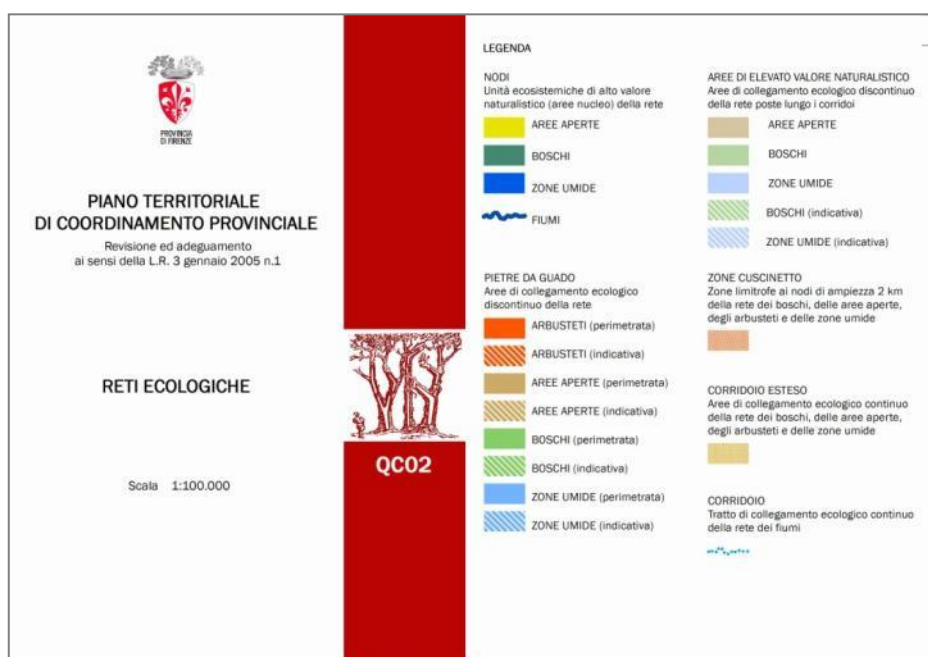 PROVINCIA
DI FIRENZE
PIANO TERRITORIALE
DI COORDINAMENTO PROVINCIALE
Revisione ed adeguamento
ai sensi della L.R. 3 gennaio 2005 n.1
RETI ECOLOGICHE
Scala 1:100.000
QC02
LEGENDA
NODI
Unità ecosistemiche di alto valore
naturalistico (aree nucleo) della rete
AREE APERTE
BOSCHI
ZONE UMIDE
FIUMI
PIETRE DA GUADO
Aree di collegamento ecologico
discontinuo della rete
ARBUSTETI (perimetrata)
ARBUSTETI (indicativa)
AREE APERTE (perimetrata)
AREE APERTE (indicativa)
BOSCHI (perimetrata)
BOSCHI (indicativa)
ZONE UMIDE (perimetrata)
ZONE UMIDE (indicativa)
AREE DI ELEVATO VALORE NATURALISTICO
Aree di collegamento ecologico discontinuo
della rete poste lungo i corridoi
AREE APERTE
BOSCHI
ZONE UMIDE
BOSCHI (indicativa)
ZONE UMIDE (indicativa)
ZONE CUSCINETTO
Zone limitrofe ai nodi di ampiezza 2 km
della rete dei boschi, delle aree aperte,
degli arbusteti e delle zone umide
CORRIDOIO ESTESO
Aree di collegamento ecologico continuo
della rete dei boschi, delle aree aperte,
degli arbusteti e delle zone umide
CORRIDOIO
Tratto di collegamento ecologico continuo
della rete dei fiumi